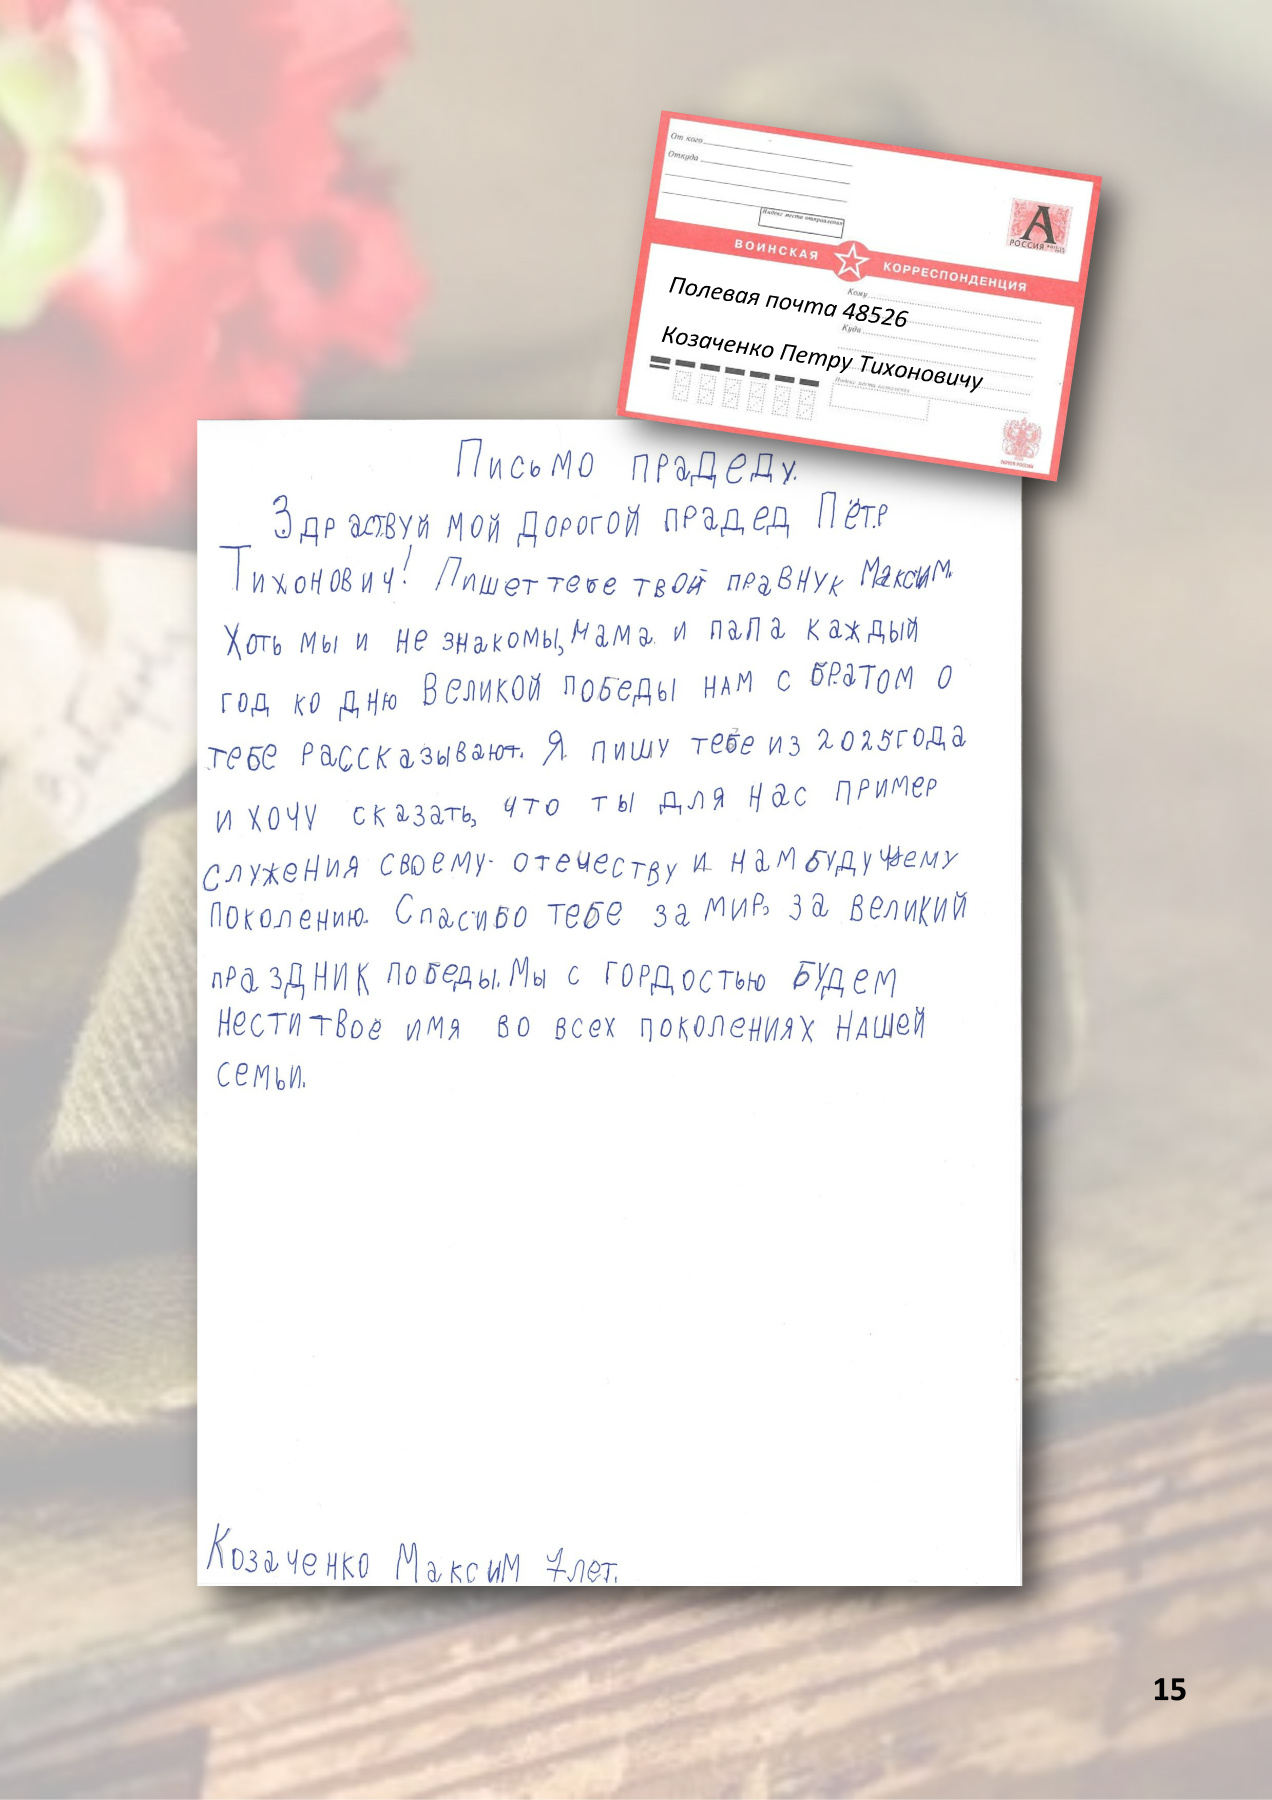 От кого
Откуда
Индекс места отправления
А
РОССИЯ
ВОИНСКАЯ КОРРЕСПОНДЕНЦИЯ
Кому
Полевая почта 48526
Куда
Козаченко Петру Тихоновичу
Индекс места назначения
ПОЧТА РОССИИ
Письмо прадеду.
Здраствуй мой дорогой прадед Пётр
Тихонович! Пишет тебе твой правнук Максим.
Хоть мы и не знакомы, мама и папа каждый
год ко дню Великой победы нам с братом о
тебе рассказывают. Я пишу тебе из 2025 года
и хочу сказать, что ты для нас пример
служения своему отечеству и нам будущему
поколению. Спасибо тебе за мир, за великий
праздник победы. Мы с гордостью будем
нести твоё имя во всех поколениях нашей
семьи.
Козаченко Максим 7 лет.
15